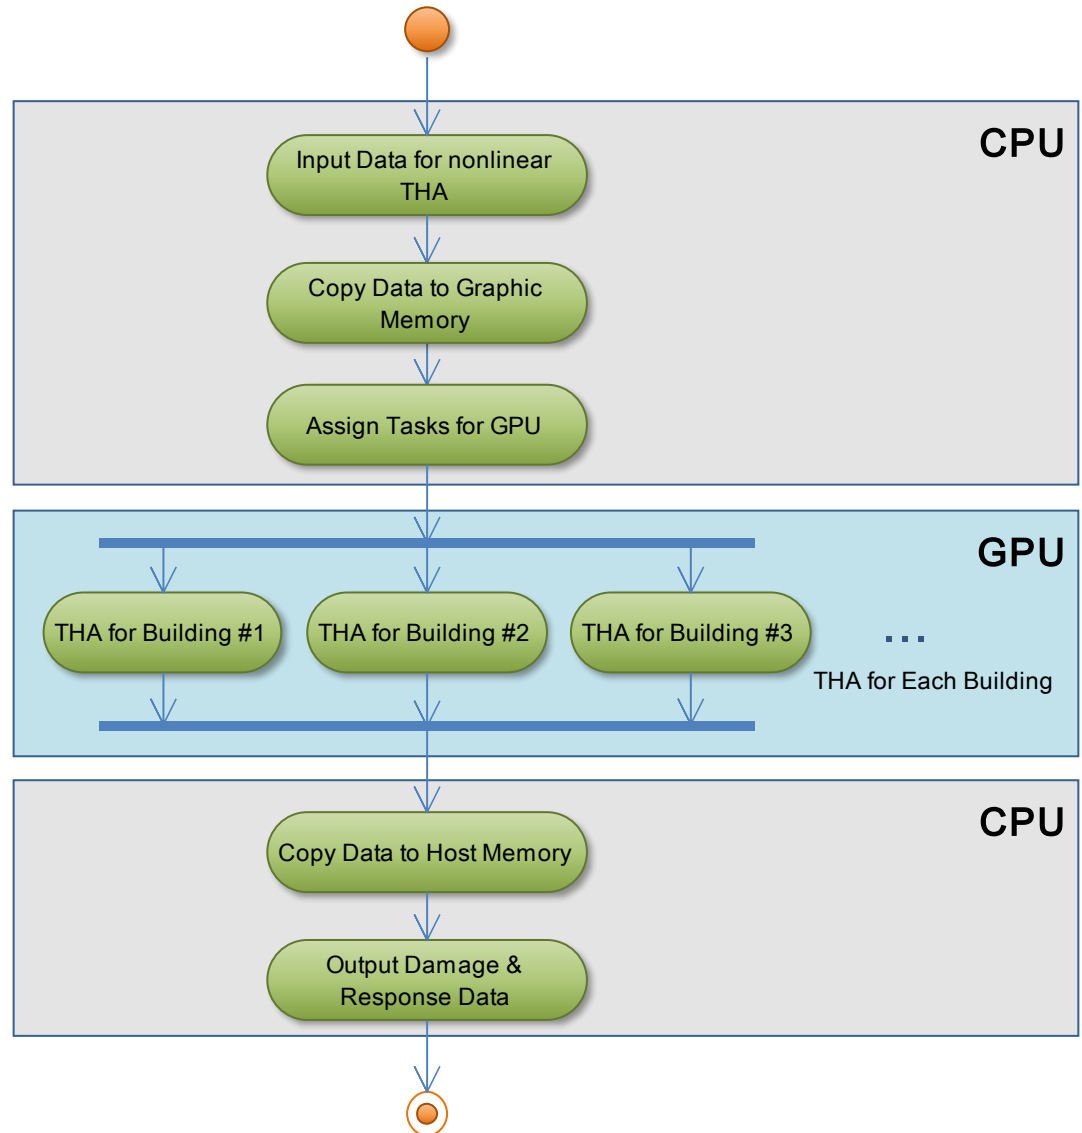 CPU
Input Data for nonlinear
THA
Copy Data to Graphic
Memory
Assign Tasks for GPU
GPU
THA for Building #1
THA for Building #2
THA for Building #3
...
THA for Each Building
CPU
Copy Data to Host Memory
Output Damage &
Response Data